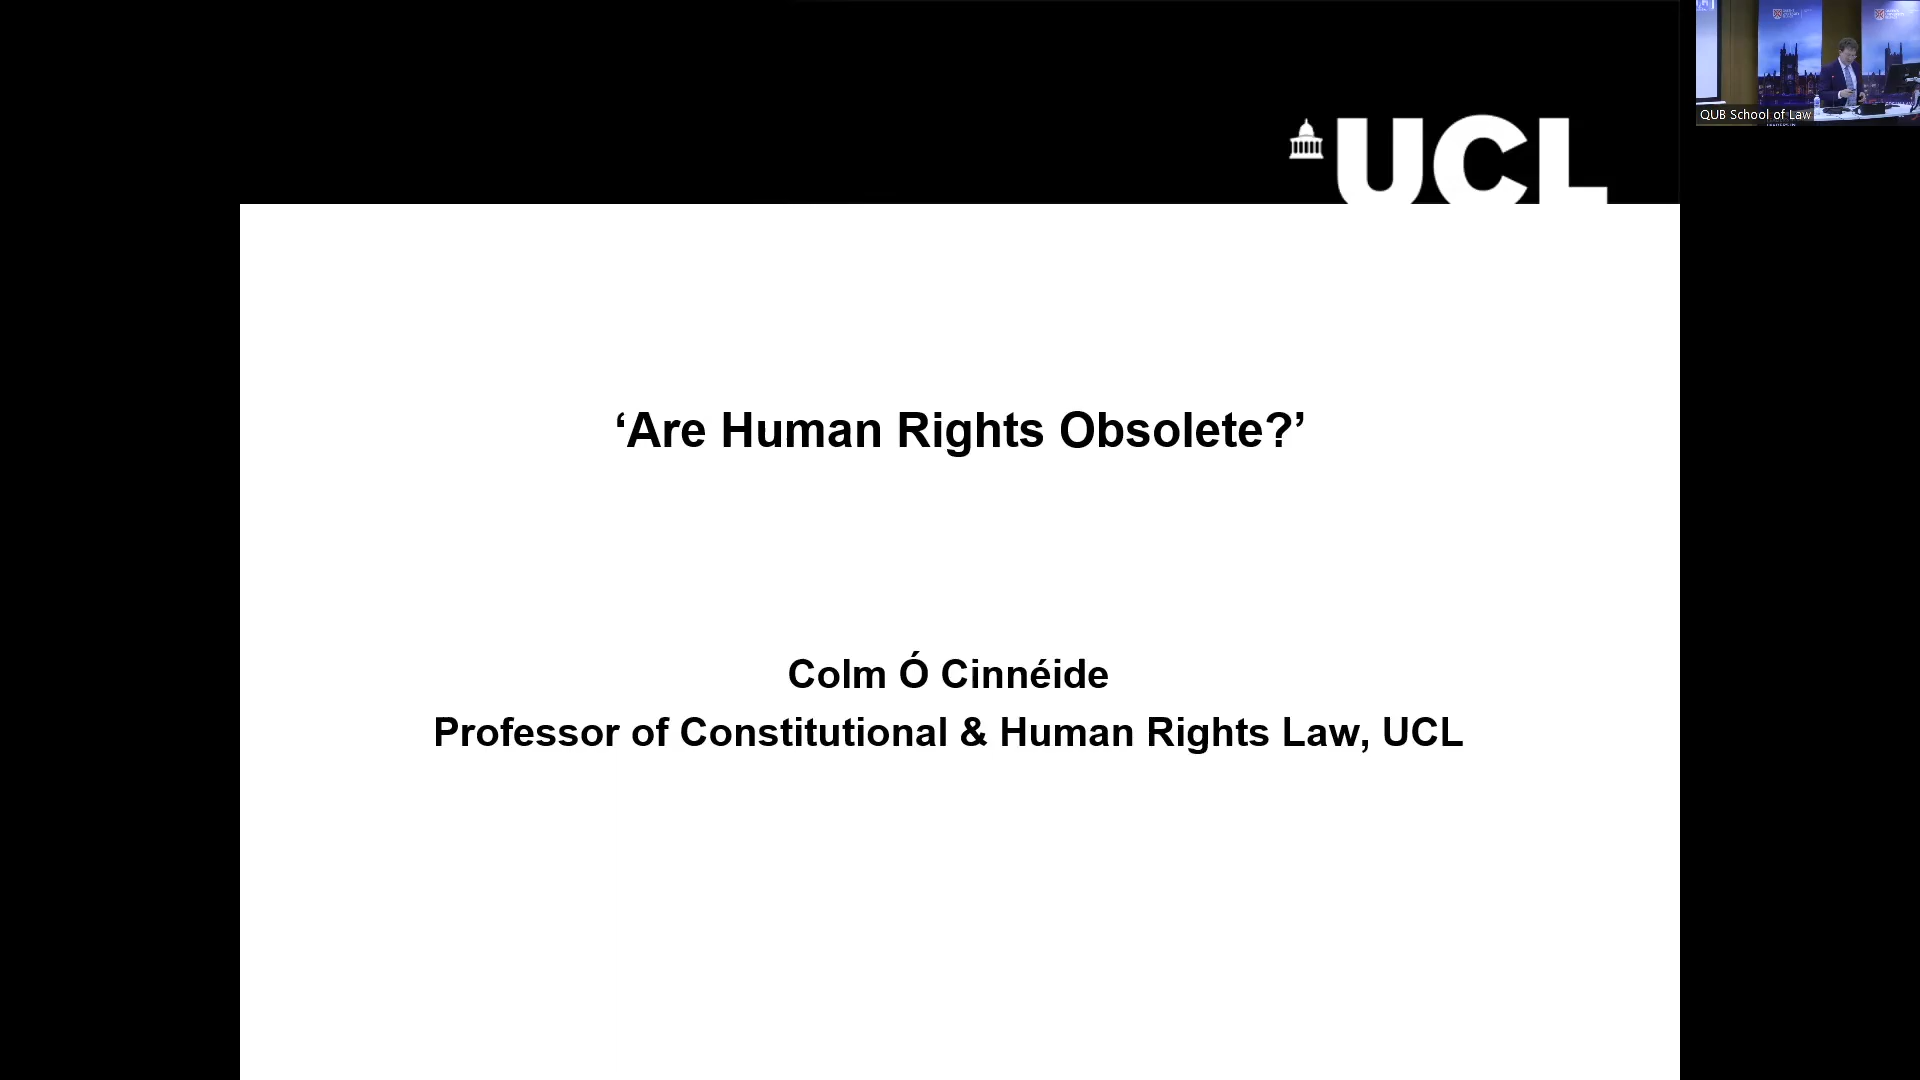 QUB School of Law
UCL
‘Are Human Rights Obsolete?’
Colm Ó Cinnéide
Professor of Constitutional & Human Rights Law, UCL